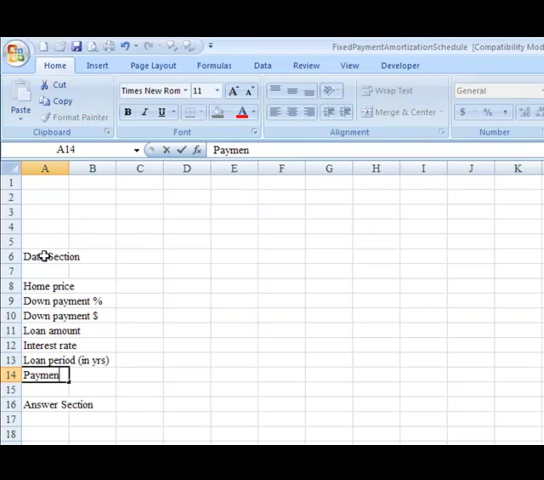 FixedPaymentAmortizationSchedule [Compatibility Mod
Home Insert Page Layout Formulas Data Review View Developer
Paste
Cut
Copy
Format Painter
Clipboard
Times New Rom 11 A A
B I U A
Font
Wrap Text
Merge & Center
Alignment
General
$ % ,
Number
A14 fx Paymen
A B C D E F G H I J K
1
2
3
4
5
6 Data Section
7
8 Home price
9 Down payment %
10 Down payment $
11 Loan amount
12 Interest rate
13 Loan period (in yrs)
14 Paymen
15
16 Answer Section
17
18